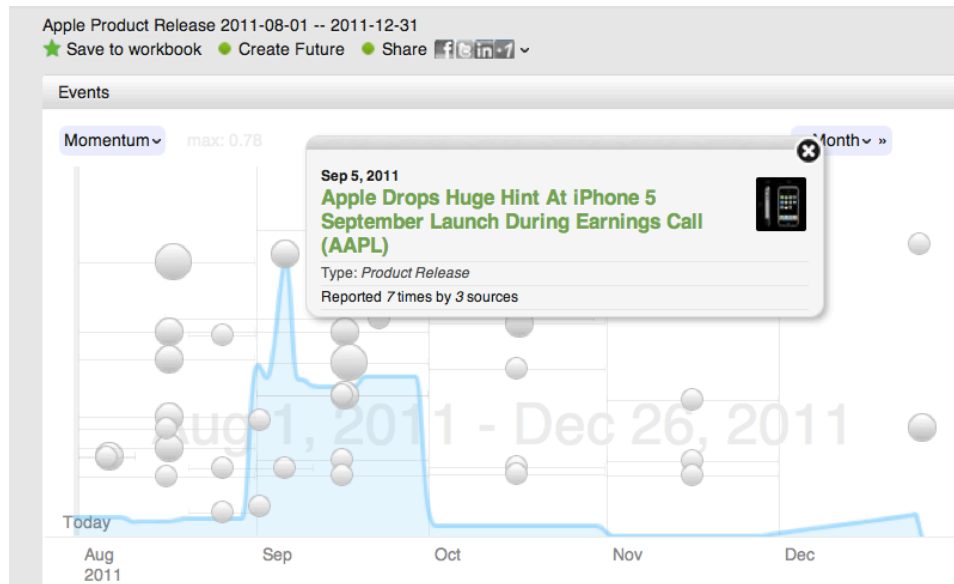 Apple Product Release 2011-08-01 -- 2011-12-31
Save to workbook Create Future Share
Events
Momentum max: 0.78 Month »
Sep 5, 2011
Apple Drops Huge Hint At iPhone 5
September Launch During Earnings Call
(AAPL)
Type: Product Release
Reported 7 times by 3 sources
Aug 1, 2011 - Dec 26, 2011
Today
Aug Sep Oct Nov Dec
2011